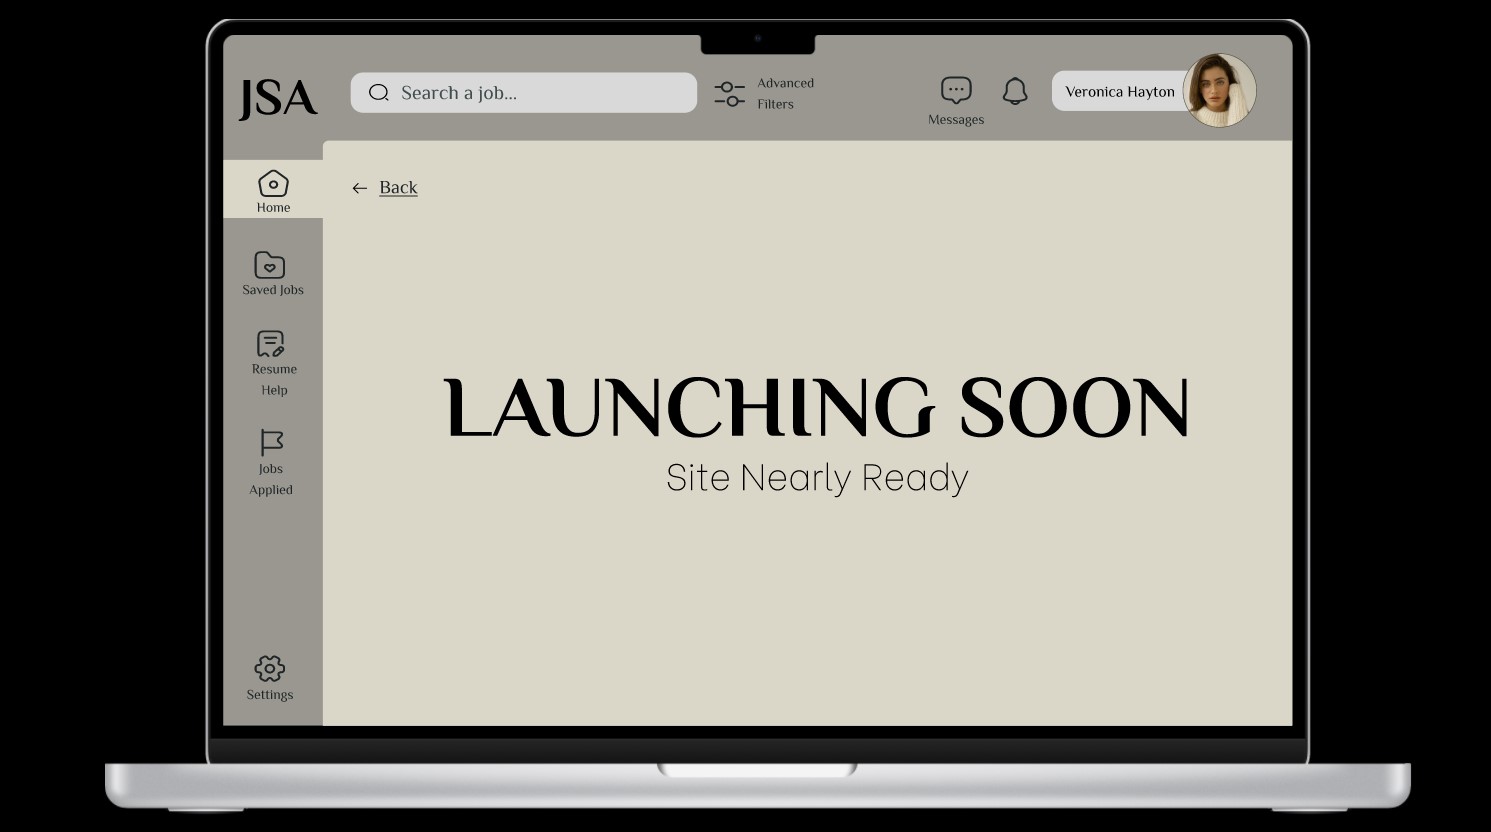 JSA
Search a job...
Advanced
Filters
Messages
Veronica Hayton
Home
Back
Saved Jobs
Resume
Help
Jobs
Applied
LAUNCHING SOON
Site Nearly Ready
Settings